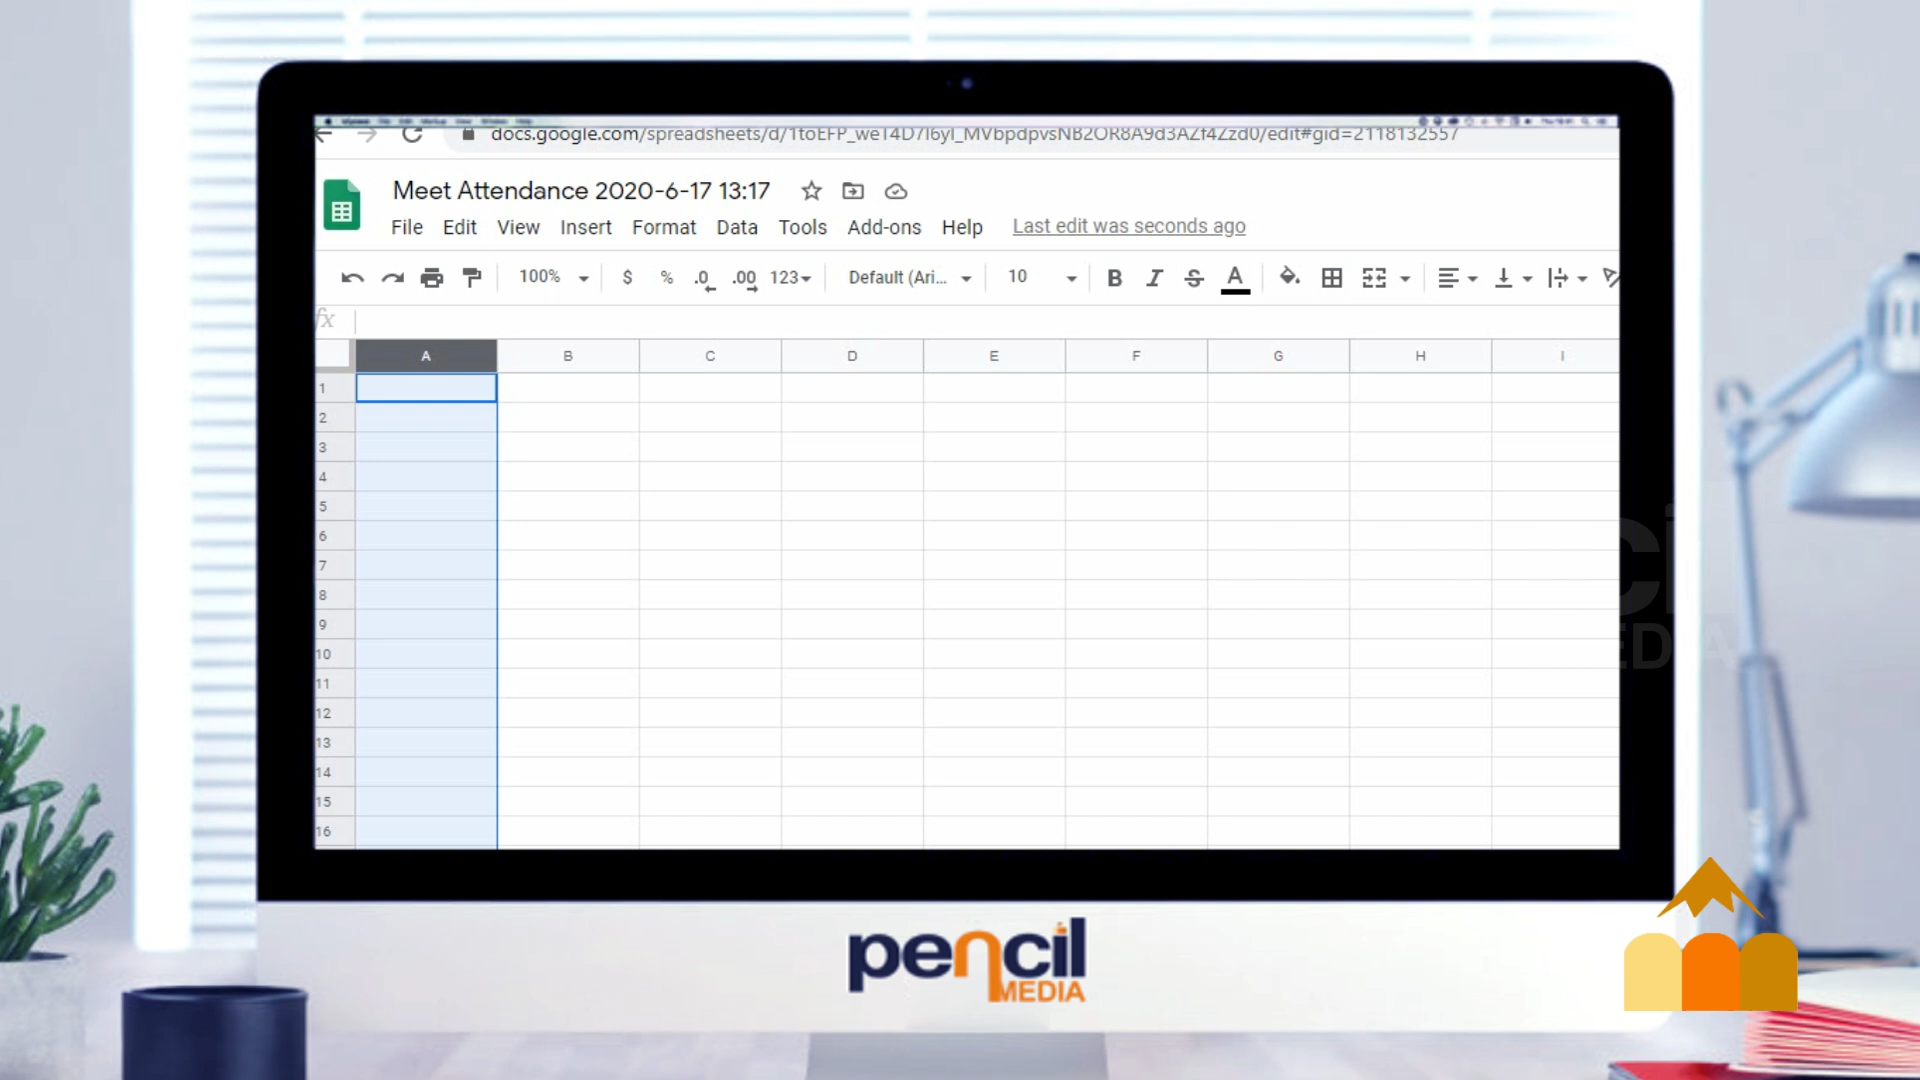 docs.google.com/spreadsheets/d/1toEFP_weT4D7l6yI_MVbpdpvsNB2OR8A9d3AZf4Zzd0/edit#gid=2118132557
Meet Attendance 2020-6-17 13:17
File Edit View Insert Format Data Tools Add-ons Help Last edit was seconds ago
100% $ % .0 .00 123 Default (Ari... 10 B I S A
fx
A B C D E F G H I
1
2
3
4
5
6
7
8
9
10
11
12
13
14
15
16
pencil
MEDIA